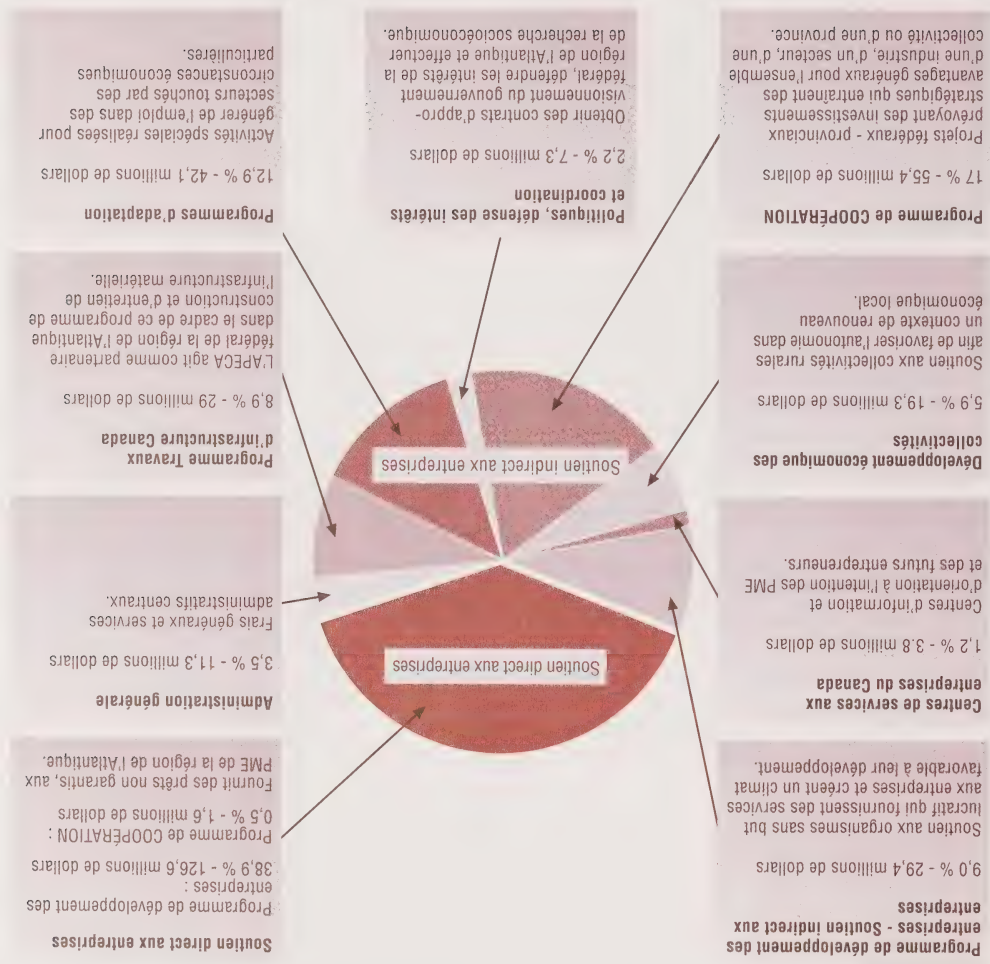 Programme de développement des
entreprises - Soutien indirect aux
entreprises
9,0 % - 29,4 millions de dollars
Soutien aux organismes sans but
lucratif qui fournissent des services
aux entreprises et créent un climat
favorable à leur développement.
Centres de services aux
entreprises du Canada
1,2 % - 3.8 millions de dollars
Centres d'information et
d'orientation à l'intention des PME
et des futurs entrepreneurs.
Développement économique des
collectivités
5,9 % - 19,3 millions de dollars
Soutien aux collectivités rurales
afin de favoriser l'autonomie dans
un contexte de renouveau
économique local.
Programme COOPÉRATION
17 % - 55,4 millions de dollars
Projets fédéraux - provinciaux
prévoyant des investissements
stratégiques qui entraînent des
avantages généraux pour l'ensemble
d'une industrie, d'un secteur, d'une
collectivité ou d'une province.
Soutien direct aux entreprises
Soutien indirect aux entreprises
Politiques, défense des intérêts
et coordination
2,2 % - 7,3 millions de dollars
Obtenir des contrats d'appro-
visionnement du gouvernement
fédéral, défendre les intérêts de la
région de l'Atlantique et effectuer
de la recherche socioéconomique.
Soutien direct aux entreprises
Programme de développement des
entreprises :
38,9 % - 126,6 millions de dollars
Programme de COOPÉRATION :
0,5 % - 1,6 millions de dollars
Fournit des prêts non garantis, aux
PME de la région de l'Atlantique.
Administration générale
3,5 % - 11,3 millions de dollars
Frais généraux et services
administratifs centraux.
Programme Travaux
d'infrastructure Canada
8,9 % - 29 millions de dollars
L'APECA agit comme partenaire
fédéral de la région de l'Atlantique
dans le cadre de ce programme de
construction et d'entretien de
l'infrastructure matérielle.
Programmes d'adaptation
12,9 % - 42,1 millions de dollars
Activités spéciales réalisées pour
générer de l'emploi dans des
secteurs touchés par des
circonstances économiques
particulières.